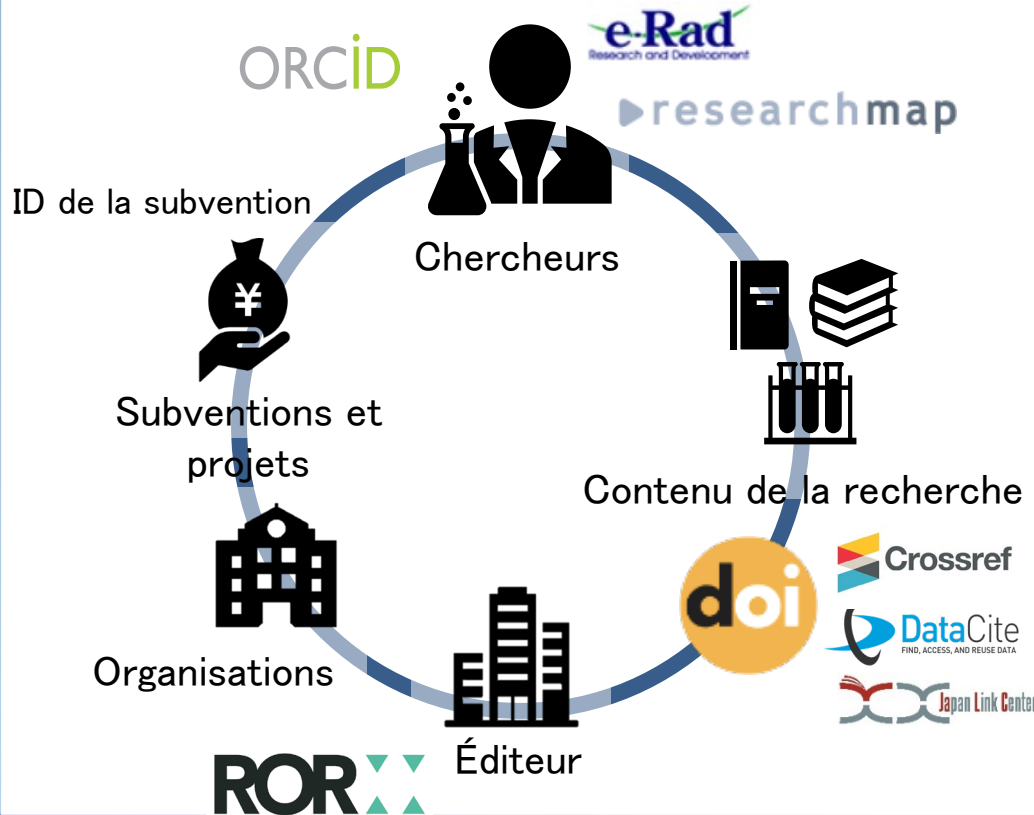 ORCiD
e-Rad
Research and Development
researchmap
ID de la subvention
Chercheurs
¥
Subventions et
projets
Contenu de la recherche
doi
Crossref
DataCite
FIND, ACCESS, AND REUSE DATA
Japan Link Center
Organisations
Éditeur
ROR